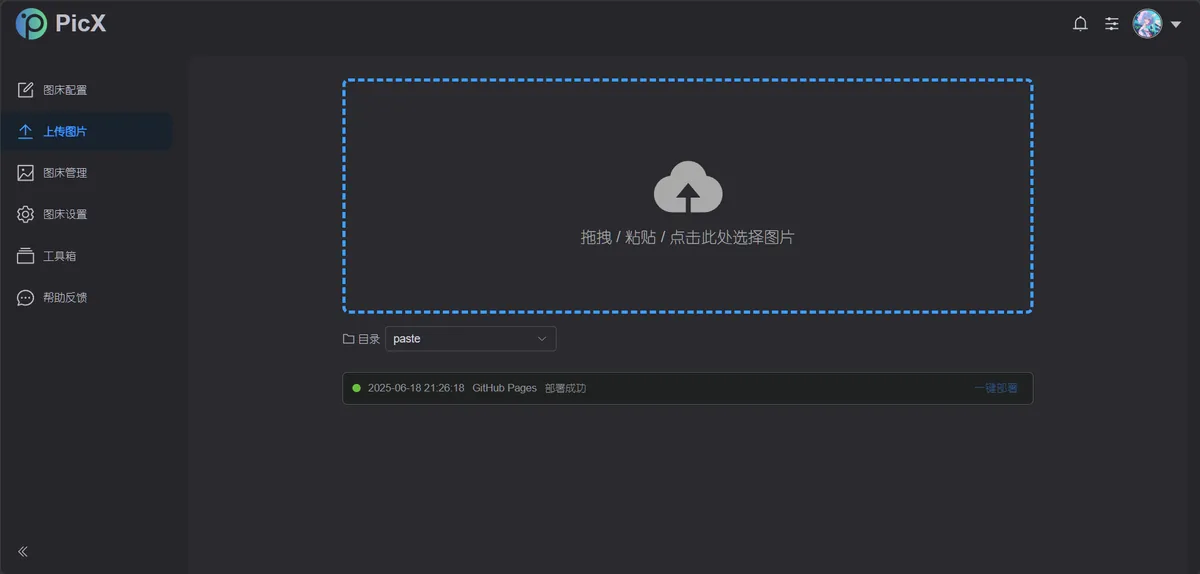 PicX
图床配置
上传图片
图床管理
图床设置
工具箱
帮助反馈
拖拽 / 粘贴 / 点击此处选择图片
目录 paste
2025-06-18 21:26:18 GitHub Pages 部署成功 一键部署